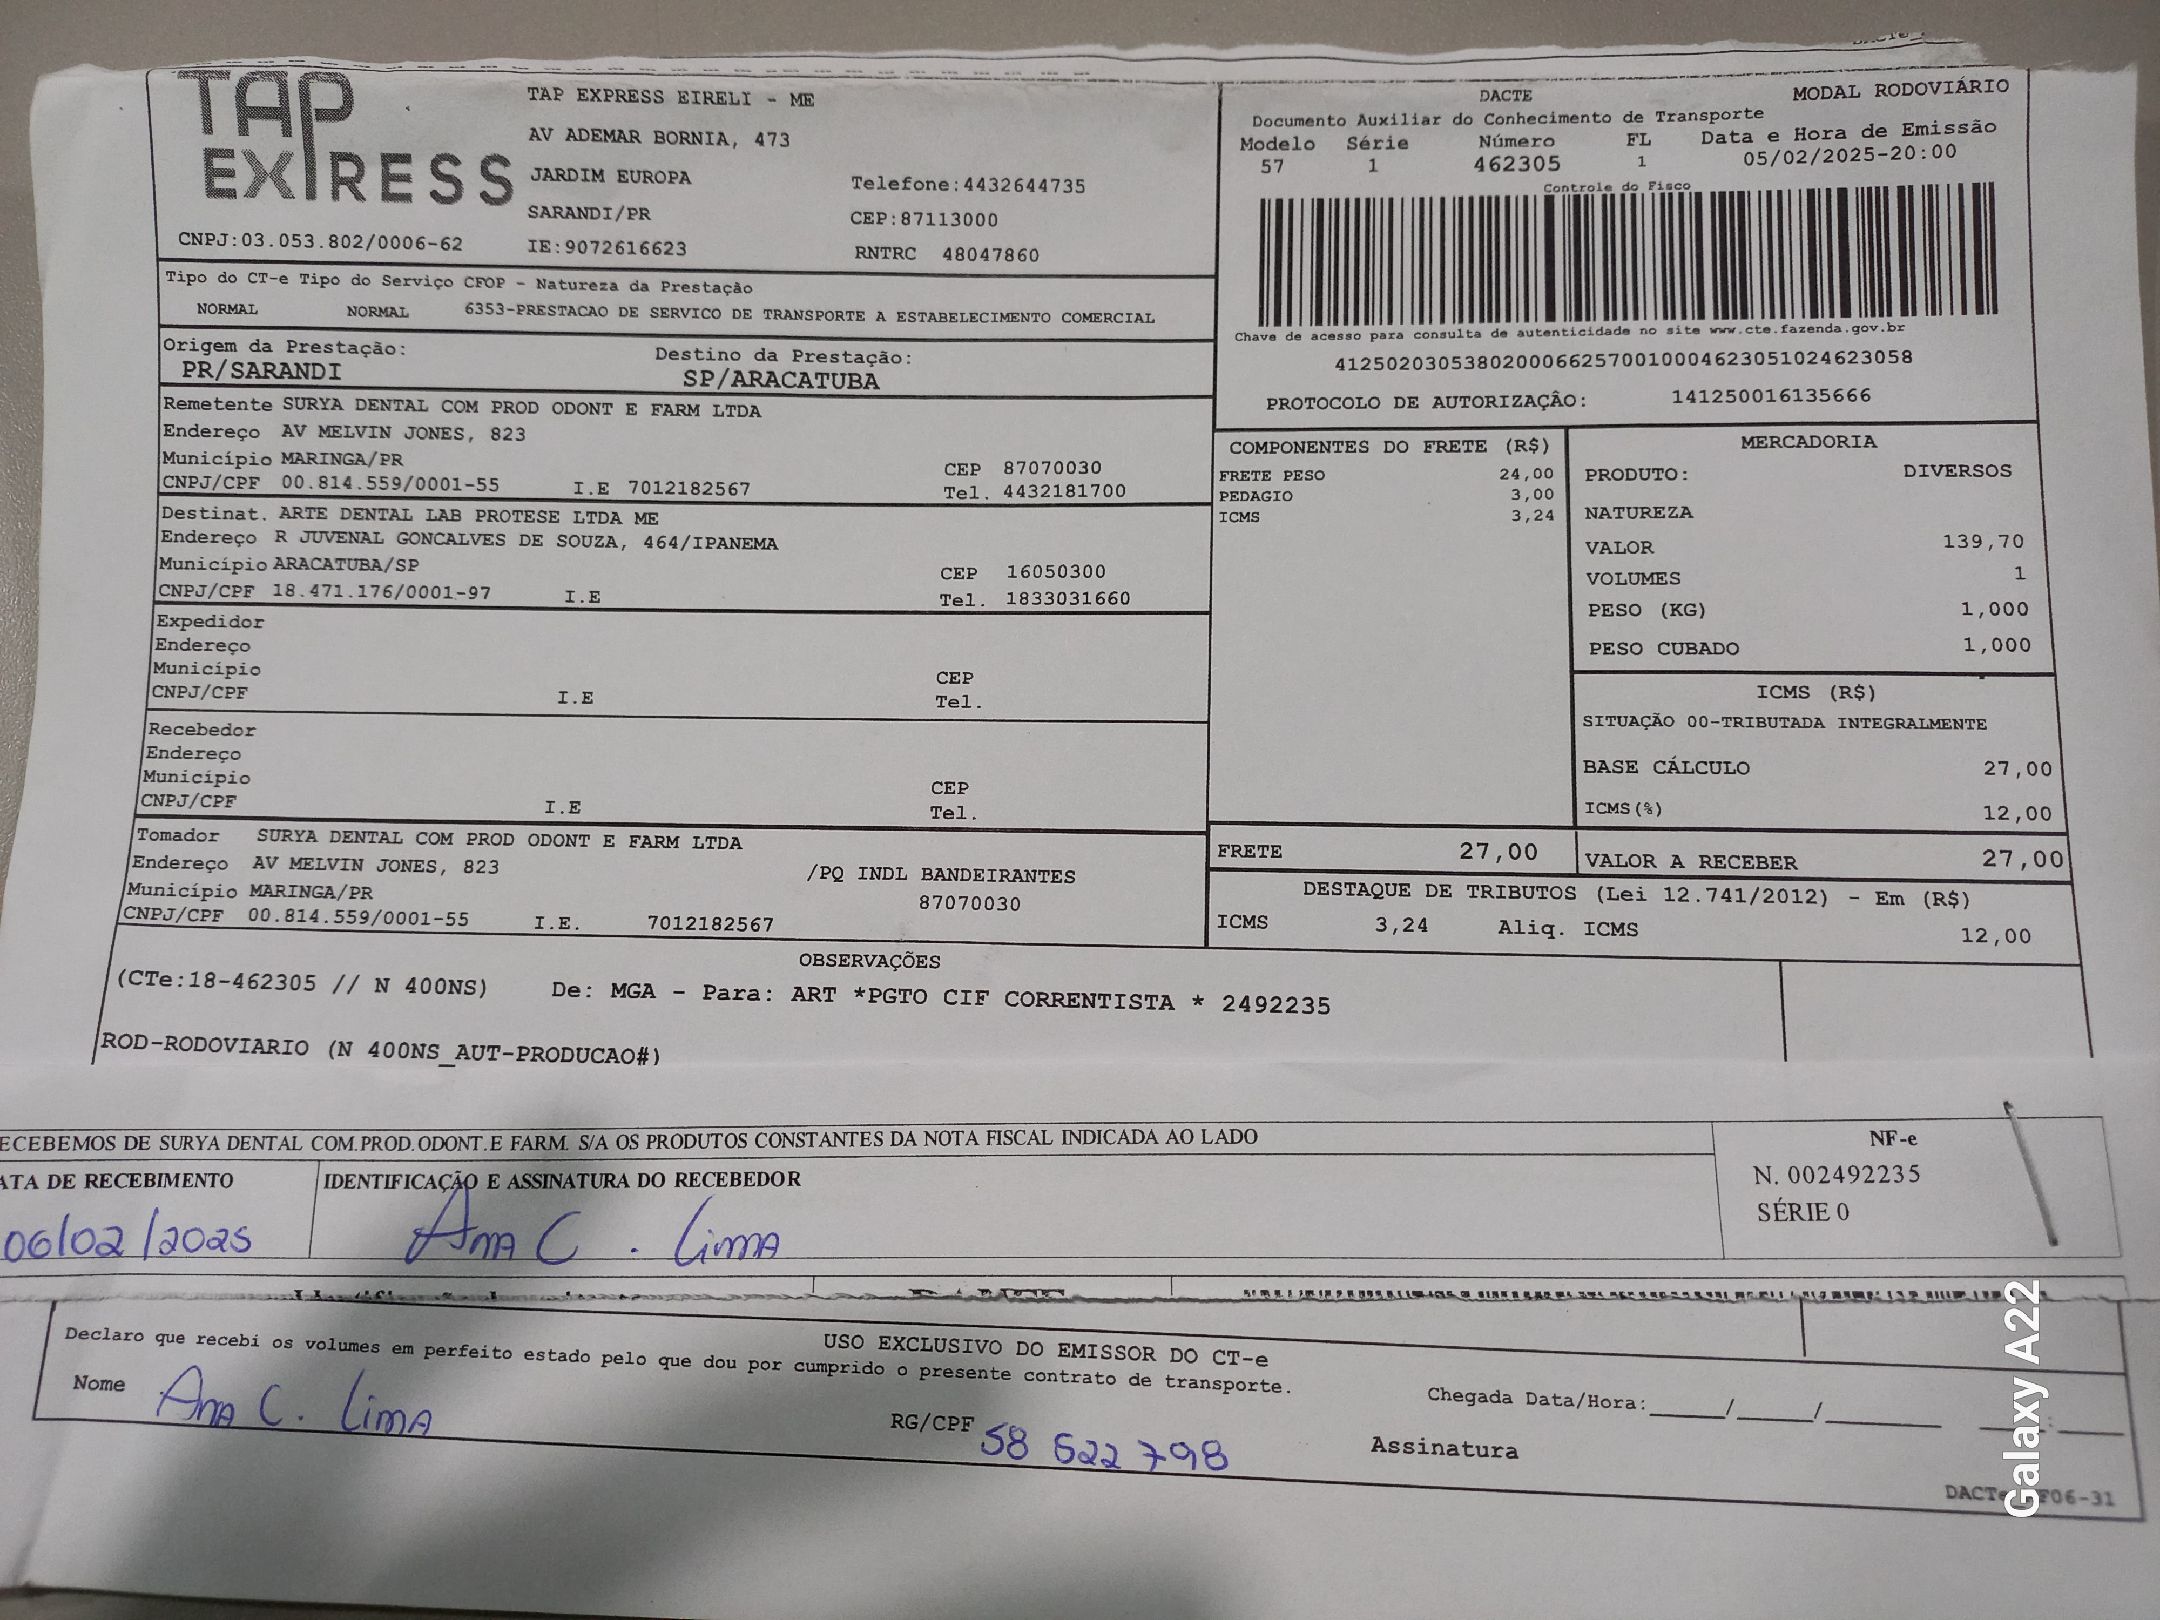 TAP EXPRESS
TAP EXPRESS EIRELI - ME
AV ADEMAR BORNIA, 473
JARDIM EUROPA
Telefone:4432644735
SARANDI/PR
CEP:87113000
CNPJ:03.053.802/0006-62
IE:9072616623
RNTRC 48047860
DACTE
MODAL RODOVIÁRIO
Documento Auxiliar do Conhecimento de Transporte
Modelo Série Número FL Data e Hora de Emissão
57 1 462305 1 05/02/2025-20:00
Controle do Fisco
Chave de acesso para consulta de autenticidade no site www.cte.fazenda.gov.br
41250203053802000662570010004623051024623058
PROTOCOLO DE AUTORIZAÇÂO: 141250016135666
Tipo do CT-e Tipo do Serviço CFOP - Natureza da Prestação
NORMAL NORMAL 6353-PRESTACAO DE SERVICO DE TRANSPORTE A ESTABELECIMENTO COMERCIAL
Origem da Prestação: Destino da Prestação:
PR/SARANDI SP/ARACATUBA
Remetente SURYA DENTAL COM PROD ODONT E FARM LTDA
Endereço AV MELVIN JONES, 823
Município MARINGA/PR CEP 87070030
CNPJ/CPF 00.814.559/0001-55 I.E 7012182567 Tel. 4432181700
Destinat. ARTE DENTAL LAB PROTESE LTDA ME
Endereço R JUVENAL GONCALVES DE SOUZA, 464/IPANEMA
Município ARACATUBA/SP CEP 16050300
CNPJ/CPF 18.471.176/0001-97 I.E Tel. 1833031660
Expedidor
Endereço
Município CEP
CNPJ/CPF I.E Tel.
Recebedor
Endereço
Município CEP
CNPJ/CPF I.E Tel.
Tomador SURYA DENTAL COM PROD ODONT E FARM LTDA
Endereço AV MELVIN JONES, 823 /PQ INDL BANDEIRANTES
Município MARINGA/PR 87070030
CNPJ/CPF 00.814.559/0001-55 I.E. 7012182567
COMPONENTES DO FRETE (R$)
FRETE PESO 24,00
PEDAGIO 3,00
ICMS 3,24
MERCADORIA
PRODUTO: DIVERSOS
NATUREZA
VALOR 139,70
VOLUMES 1
PESO (KG) 1,000
PESO CUBADO 1,000
ICMS (R$)
SITUAÇÃO 00-TRIBUTADA INTEGRALMENTE
BASE CÁLCULO 27,00
ICMS(%) 12,00
FRETE 27,00 VALOR A RECEBER 27,00
DESTAQUE DE TRIBUTOS (Lei 12.741/2012) - Em (R$)
ICMS 3,24 Aliq. ICMS 12,00
OBSERVAÇÕES
(CTe:18-462305 // N 400NS) De: MGA - Para: ART *PGTO CIF CORRENTISTA * 2492235
ROD-RODOVIARIO (N 400NS_AUT-PRODUCAO#)
ECEBEMOS DE SURYA DENTAL COM.PROD.ODONT.E FARM. S/A OS PRODUTOS CONSTANTES DA NOTA FISCAL INDICADA AO LADO
ATA DE RECEBIMENTO IDENTIFICAÇÃO E ASSINATURA DO RECEBEDOR
06/02/2025 Ana C. Lima
NF-e
N. 002492235
SÉRIE 0
USO EXCLUSIVO DO EMISSOR DO CT-e
Declaro que recebi os volumes em perfeito estado pelo que dou por cumprido o presente contrato de transporte.
Nome Ana C. Lima RG/CPF 58 522 798
Chegada Data/Hora:_____/_____/_______ ___:____
Assinatura
Galaxy A22